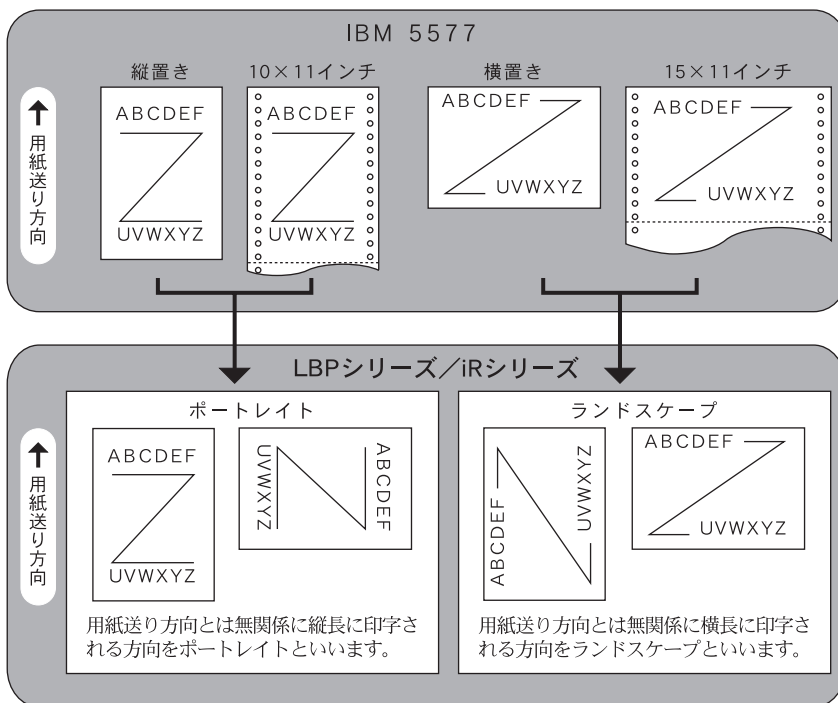 IBM 5577
縦置き
10×11インチ
横置き
15×11インチ
用紙送り方向
ABCDEF
UVWXYZ
ABCDEF
UVWXYZ
ABCDEF
UVWXYZ
ABCDEF
UVWXYZ
LBPシリーズ／iRシリーズ
用紙送り方向
ポートレイト
ABCDEF
UVWXYZ
UVWXYZ
ABCDEF
用紙送り方向とは無関係に縦長に印字さ
れる方向をポートレイトといいます。
ランドスケープ
ABCDEF
UVWXYZ
ABCDEF
UVWXYZ
用紙送り方向とは無関係に横長に印字さ
れる方向をランドスケープといいます。